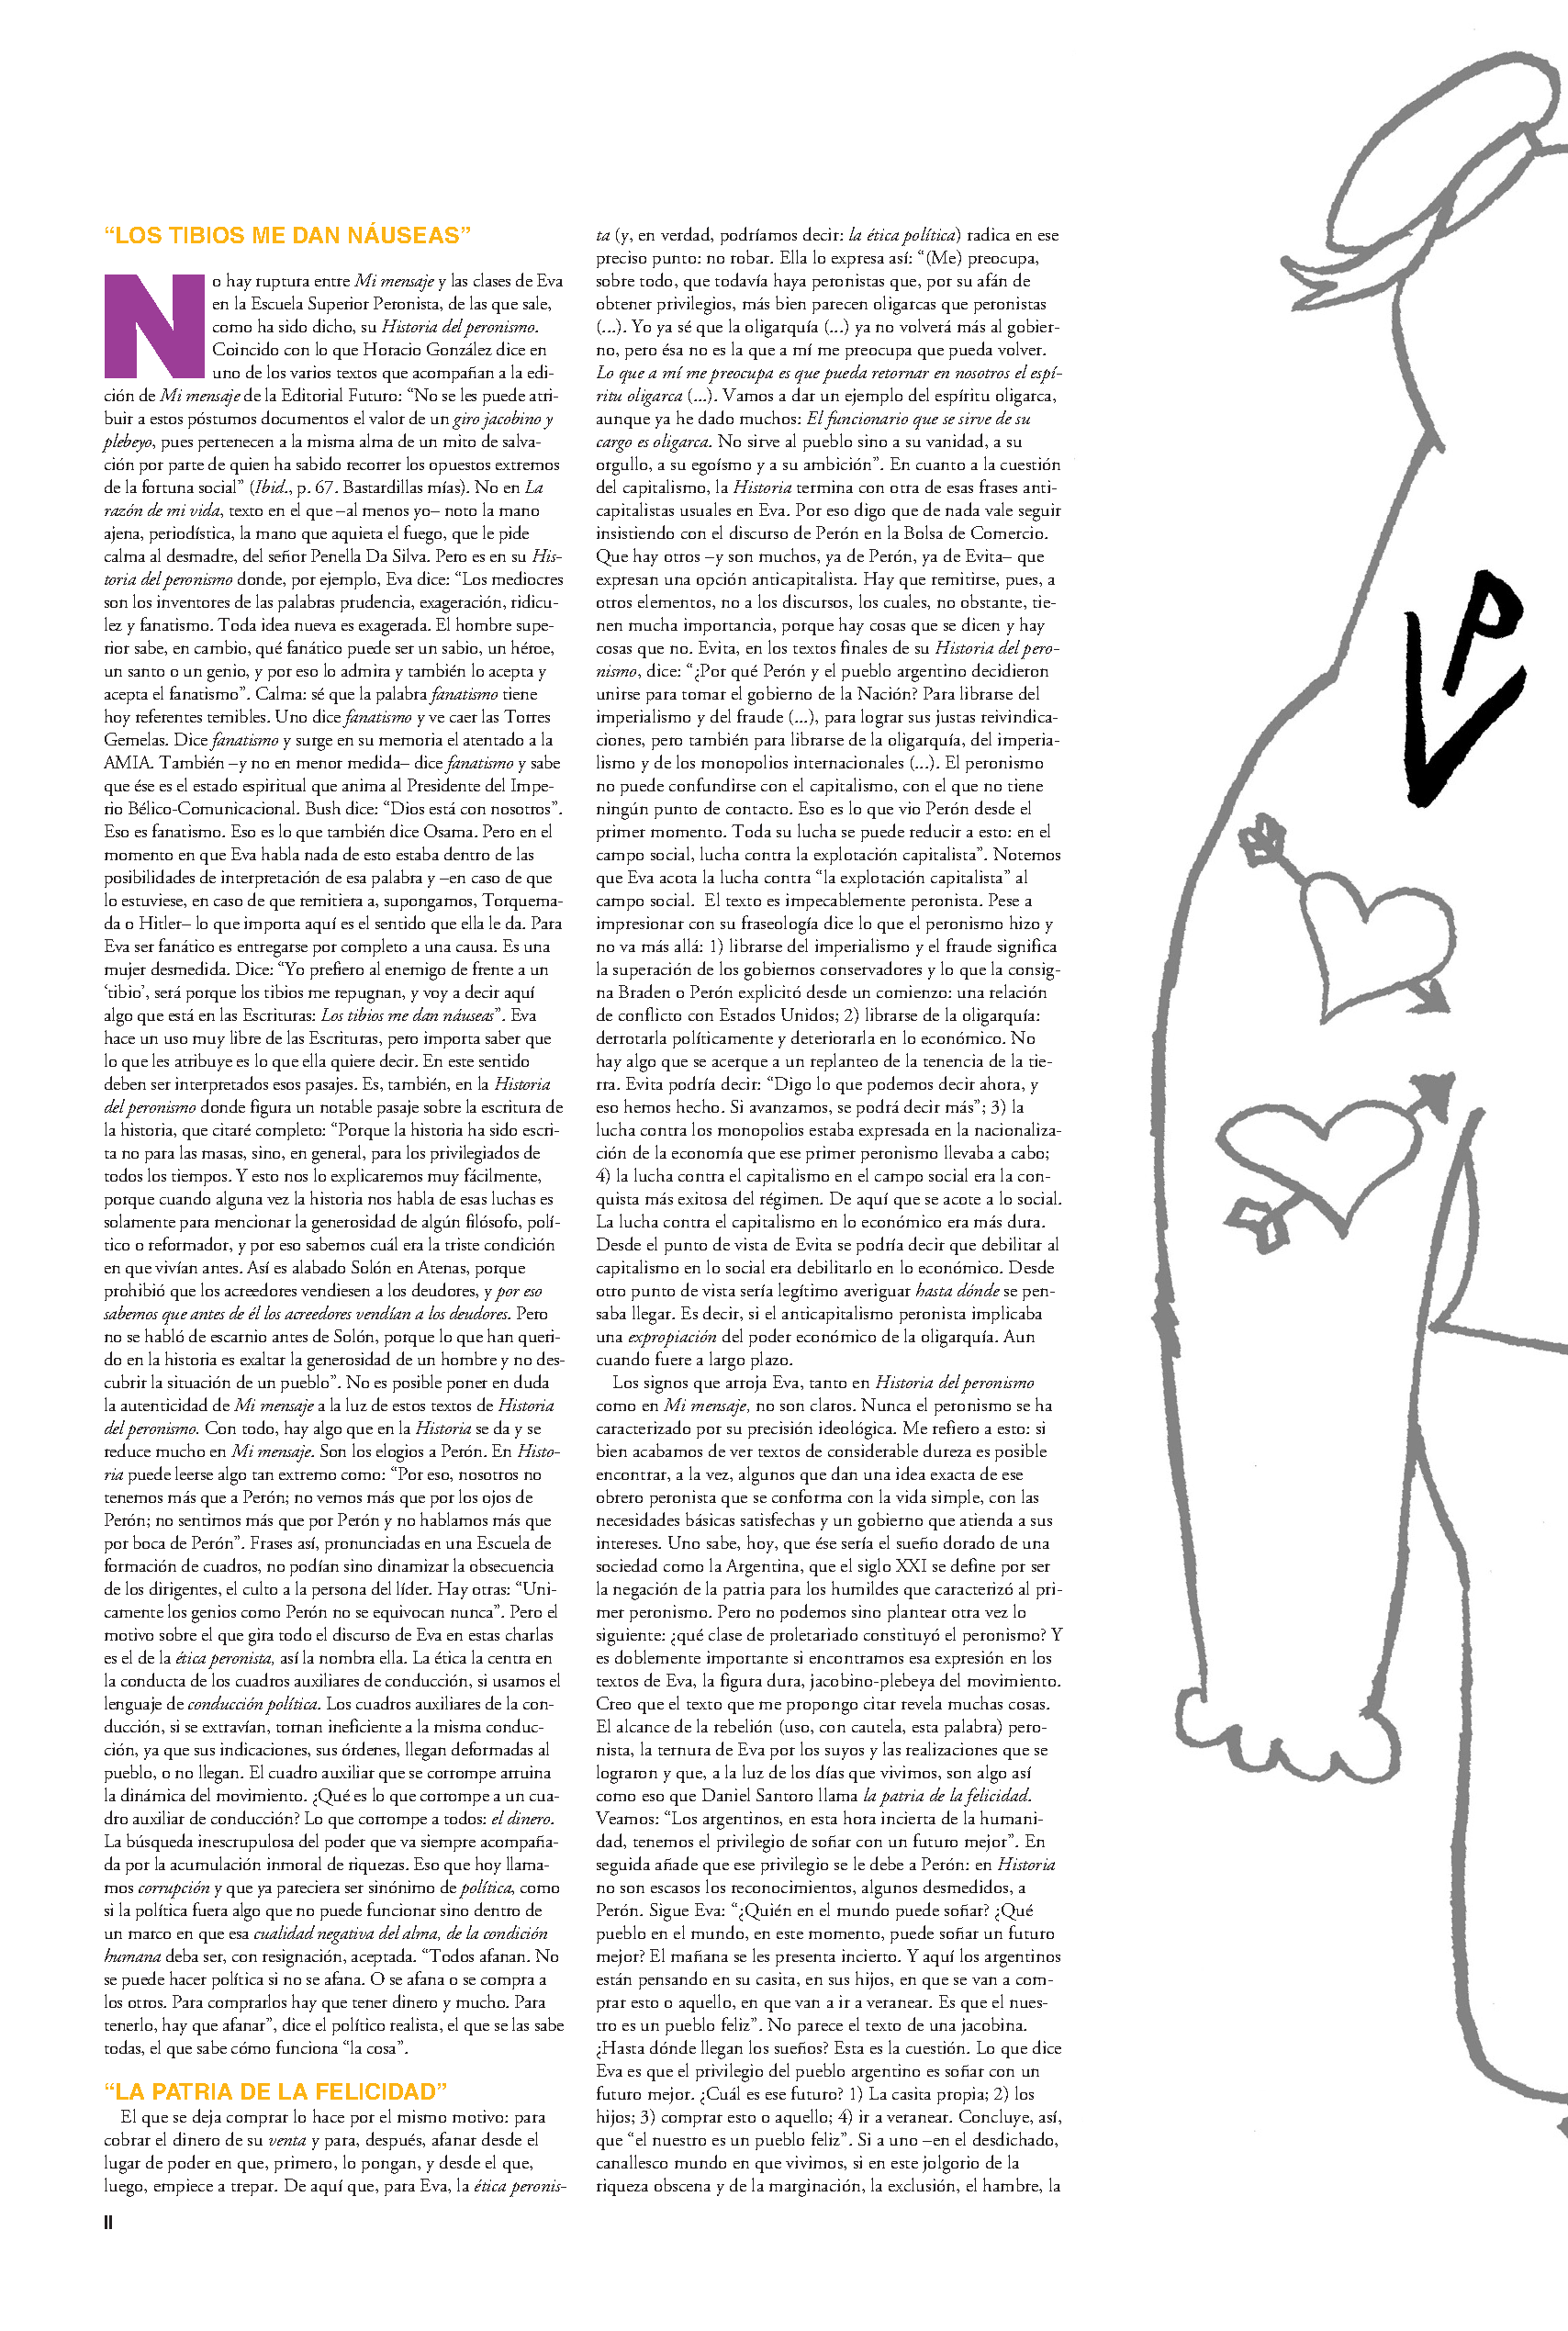 “LOS TIBIOS ME DAN NÁUSEAS”
No hay ruptura entre Mi mensaje y las clases de Eva
en la Escuela Superior Peronista, de las que sale,
como ha sido dicho, su Historia del peronismo.
Coincido con lo que Horacio González dice en
uno de los varios textos que acompañan a la edi-
ción de Mi mensaje de la Editorial Futuro: “No se les puede atri-
buir a estos póstumos documentos el valor de un giro jacobino y
plebeyo, pues pertenecen a la misma alma de un mito de salva-
ción por parte de quien ha sabido recorrer los opuestos extremos
de la fortuna social” (Ibid., p. 67. Bastardillas mías). No en La
razón de mi vida, texto en el que –al menos yo– noto la mano
ajena, periodística, la mano que aquieta el fuego, que le pide
calma al desmadre, del señor Penella Da Silva. Pero es en su His-
toria del peronismo donde, por ejemplo, Eva dice: “Los mediocres
son los inventores de las palabras prudencia, exageración, ridicu-
lez y fanatismo. Toda idea nueva es exagerada. El hombre supe-
rior sabe, en cambio, qué fanático puede ser un sabio, un héroe,
un santo o un genio, y por eso lo admira y también lo acepta y
acepta el fanatismo”. Calma: sé que la palabra fanatismo tiene
hoy referentes temibles. Uno dice fanatismo y ve caer las Torres
Gemelas. Dice fanatismo y surge en su memoria el atentado a la
AMIA. También –y no en menor medida– dice fanatismo y sabe
que ése es el estado espiritual que anima al Presidente del Impe-
rio Bélico-Comunicacional. Bush dice: “Dios está con nosotros”.
Eso es fanatismo. Eso es lo que también dice Osama. Pero en el
momento en que Eva habla nada de esto estaba dentro de las
posibilidades de interpretación de esa palabra y –en caso de que
lo estuviese, en caso de que remitiera a, supongamos, Torquema-
da o Hitler– lo que importa aquí es el sentido que ella le da. Para
Eva ser fanático es entregarse por completo a una causa. Es una
mujer desmedida. Dice: “Yo prefiero al enemigo de frente a un
‘tibio’, será porque los tibios me repugnan, y voy a decir aquí
algo que está en las Escrituras: Los tibios me dan náuseas”. Eva
hace un uso muy libre de las Escrituras, pero importa saber que
lo que les atribuye es lo que ella quiere decir. En este sentido
deben ser interpretados esos pasajes. Es, también, en la Historia
del peronismo donde figura un notable pasaje sobre la escritura de
la historia, que citaré completo: “Porque la historia ha sido escri-
ta no para las masas, sino, en general, para los privilegiados de
todos los tiempos. Y esto nos lo explicaremos muy fácilmente,
porque cuando alguna vez la historia nos habla de esas luchas es
solamente para mencionar la generosidad de algún filósofo, polí-
tico o reformador, y por eso sabemos cuál era la triste condición
en que vivían antes. Así es alabado Solón en Atenas, porque
prohibió que los acreedores vendiesen a los deudores, y por eso
sabemos que antes de él los acreedores vendían a los deudores. Pero
no se habló de escarnio antes de Solón, porque lo que han queri-
do en la historia es exaltar la generosidad de un hombre y no des-
cubrir la situación de un pueblo”. No es posible poner en duda
la autenticidad de Mi mensaje a la luz de estos textos de Historia
del peronismo. Con todo, hay algo que en la Historia se da y se
reduce mucho en Mi mensaje. Son los elogios a Perón. En Histo-
ria puede leerse algo tan extremo como: “Por eso, nosotros no
tenemos más que a Perón; no vemos más que por los ojos de
Perón; no sentimos más que por Perón y no hablamos más que
por boca de Perón”. Frases así, pronunciadas en una Escuela de
formación de cuadros, no podían sino dinamizar la obsecuencia
de los dirigentes, el culto a la persona del líder. Hay otras: “Uni-
camente los genios como Perón no se equivocan nunca”. Pero el
motivo sobre el que gira todo el discurso de Eva en estas charlas
es el de la ética peronista, así la nombra ella. La ética la centra en
la conducta de los cuadros auxiliares de conducción, si usamos el
lenguaje de conducción política. Los cuadros auxiliares de la con-
ducción, si se extravían, tornan ineficiente a la misma conduc-
ción, ya que sus indicaciones, sus órdenes, llegan deformadas al
pueblo, o no llegan. El cuadro auxiliar que se corrompe arruina
la dinámica del movimiento. ¿Qué es lo que corrompe a un cua-
dro auxiliar de conducción? Lo que corrompe a todos: el dinero.
La búsqueda inescrupulosa del poder que va siempre acompaña-
da por la acumulación inmoral de riquezas. Eso que hoy llama-
mos corrupción y que ya pareciera ser sinónimo de política, como
si la política fuera algo que no puede funcionar sino dentro de
un marco en que esa cualidad negativa del alma, de la condición
humana deba ser, con resignación, aceptada. “Todos afanan. No
se puede hacer política si no se afana. O se afana o se compra a
los otros. Para comprarlos hay que tener dinero y mucho. Para
tenerlo, hay que afanar”, dice el político realista, el que se las sabe
todas, el que sabe cómo funciona “la cosa”.
“LA PATRIA DE LA FELICIDAD”
El que se deja comprar lo hace por el mismo motivo: para
cobrar el dinero de su venta y para, después, afanar desde el
lugar de poder en que, primero, lo pongan, y desde el que,
luego, empiece a trepar. De aquí que, para Eva, la ética peronis-
ta (y, en verdad, podríamos decir: la ética política) radica en ese
preciso punto: no robar. Ella lo expresa así: “(Me) preocupa,
sobre todo, que todavía haya peronistas que, por su afán de
obtener privilegios, más bien parecen oligarcas que peronistas
(...). Yo ya sé que la oligarquía (...) ya no volverá más al gobier-
no, pero ésa no es la que a mí me preocupa que pueda volver.
Lo que a mí me preocupa es que pueda retornar en nosotros el espí-
ritu oligarca (...). Vamos a dar un ejemplo del espíritu oligarca,
aunque ya he dado muchos: El funcionario que se sirve de su
cargo es oligarca. No sirve al pueblo sino a su vanidad, a su
orgullo, a su egoísmo y a su ambición”. En cuanto a la cuestión
del capitalismo, la Historia termina con otra de esas frases anti-
capitalistas usuales en Eva. Por eso digo que de nada vale seguir
insistiendo con el discurso de Perón en la Bolsa de Comercio.
Que hay otros –y son muchos, ya de Perón, ya de Evita– que
expresan una opción anticapitalista. Hay que remitirse, pues, a
otros elementos, no a los discursos, los cuales, no obstante, tie-
nen mucha importancia, porque hay cosas que se dicen y hay
cosas que no. Evita, en los textos finales de su Historia del pero-
nismo, dice: “¿Por qué Perón y el pueblo argentino decidieron
unirse para tomar el gobierno de la Nación? Para librarse del
imperialismo y del fraude (...), para lograr sus justas reivindica-
ciones, pero también para librarse de la oligarquía, del imperia-
lismo y de los monopolios internacionales (...). El peronismo
no puede confundirse con el capitalismo, con el que no tiene
ningún punto de contacto. Eso es lo que vio Perón desde el
primer momento. Toda su lucha se puede reducir a esto: en el
campo social, lucha contra la explotación capitalista”. Notemos
que Eva acota la lucha contra “la explotación capitalista” al
campo social. El texto es impecablemente peronista. Pese a
impresionar con su fraseología dice lo que el peronismo hizo y
no va más allá: 1) librarse del imperialismo y el fraude significa
la superación de los gobiernos conservadores y lo que la consig-
na Braden o Perón explicitó desde un comienzo: una relación
de conflicto con Estados Unidos; 2) librarse de la oligarquía:
derrotarla políticamente y deteriorarla en lo económico. No
hay algo que se acerque a un replanteo de la tenencia de la tie-
rra. Evita podría decir: “Digo lo que podemos decir ahora, y
eso hemos hecho. Si avanzamos, se podrá decir más”; 3) la
lucha contra los monopolios estaba expresada en la nacionaliza-
ción de la economía que ese primer peronismo llevaba a cabo;
4) la lucha contra el capitalismo en el campo social era la con-
quista más exitosa del régimen. De aquí que se acote a lo social.
La lucha contra el capitalismo en lo económico era más dura.
Desde el punto de vista de Evita se podría decir que debilitar al
capitalismo en lo social era debilitarlo en lo económico. Desde
otro punto de vista sería legítimo averiguar hasta dónde se pen-
saba llegar. Es decir, si el anticapitalismo peronista implicaba
una expropiación del poder económico de la oligarquía. Aun
cuando fuere a largo plazo.
Los signos que arroja Eva, tanto en Historia del peronismo
como en Mi mensaje, no son claros. Nunca el peronismo se ha
caracterizado por su precisión ideológica. Me refiero a esto: si
bien acabamos de ver textos de considerable dureza es posible
encontrar, a la vez, algunos que dan una idea exacta de ese
obrero peronista que se conforma con la vida simple, con las
necesidades básicas satisfechas y un gobierno que atienda a sus
intereses. Uno sabe, hoy, que ése sería el sueño dorado de una
sociedad como la Argentina, que el siglo XXI se define por ser
la negación de la patria para los humildes que caracterizó al pri-
mer peronismo. Pero no podemos sino plantear otra vez lo
siguiente: ¿qué clase de proletariado constituyó el peronismo? Y
es doblemente importante si encontramos esa expresión en los
textos de Eva, la figura dura, jacobino-plebeya del movimiento.
Creo que el texto que me propongo citar revela muchas cosas.
El alcance de la rebelión (uso, con cautela, esta palabra) pero-
nista, la ternura de Eva por los suyos y las realizaciones que se
lograron y que, a la luz de los días que vivimos, son algo así
como eso que Daniel Santoro llama la patria de la felicidad.
Veamos: “Los argentinos, en esta hora incierta de la humani-
dad, tenemos el privilegio de soñar con un futuro mejor”. En
seguida añade que ese privilegio se le debe a Perón: en Historia
no son escasos los reconocimientos, algunos desmedidos, a
Perón. Sigue Eva: “¿Quién en el mundo puede soñar? ¿Qué
pueblo en el mundo, en este momento, puede soñar un futuro
mejor? El mañana se les presenta incierto. Y aquí los argentinos
están pensando en su casita, en sus hijos, en que se van a com-
prar esto o aquello, en que van a ir a veranear. Es que el nues-
tro es un pueblo feliz”. No parece el texto de una jacobina.
¿Hasta dónde llegan los sueños? Esta es la cuestión. Lo que dice
Eva es que el privilegio del pueblo argentino es soñar con un
futuro mejor. ¿Cuál es ese futuro? 1) La casita propia; 2) los
hijos; 3) comprar esto o aquello; 4) ir a veranear. Concluye, así,
que “el nuestro es un pueblo feliz”. Si a uno –en el desdichado,
canallesco mundo en que vivimos, si en este jolgorio de la
riqueza obscena y de la marginación, la exclusión, el hambre, la
II
VP